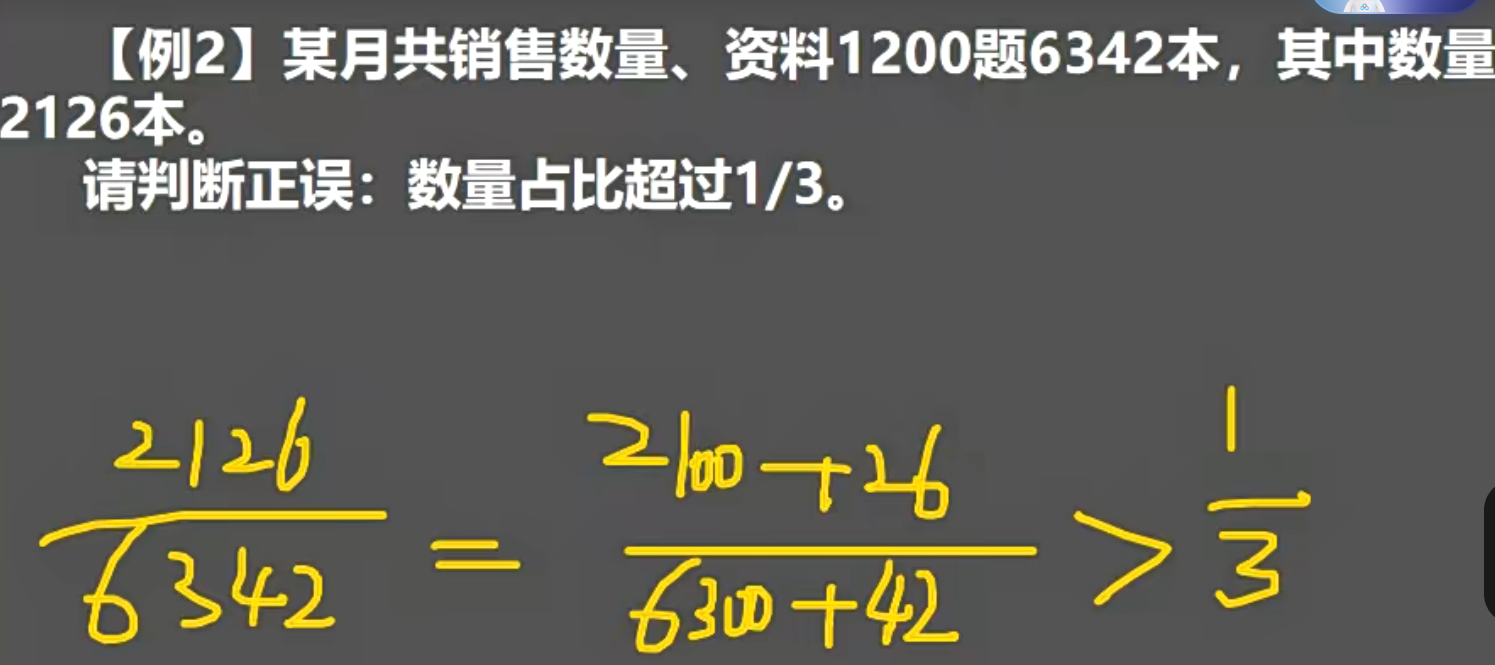 【例2】某月共销售数量、资料1200题6342本，其中数量
2126本。
请判断正误：数量占比超过1/3。
2126/6342 = 2100+26/6300+42 > 1/3